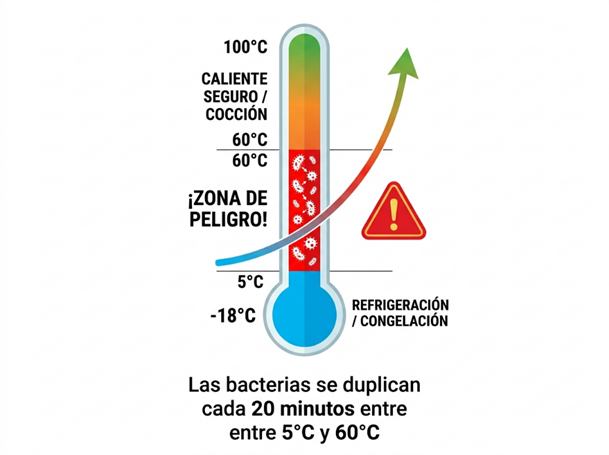 100°C
CALIENTE
SEGURO /
COCCIÓN
60°C
60°C
¡ZONA DE
PELIGRO!
5°C
-18°C
REFRIGERACIÓN
/ CONGELACIÓN
Las bacterias se duplican
cada 20 minutos entre
entre 5°C y 60°C